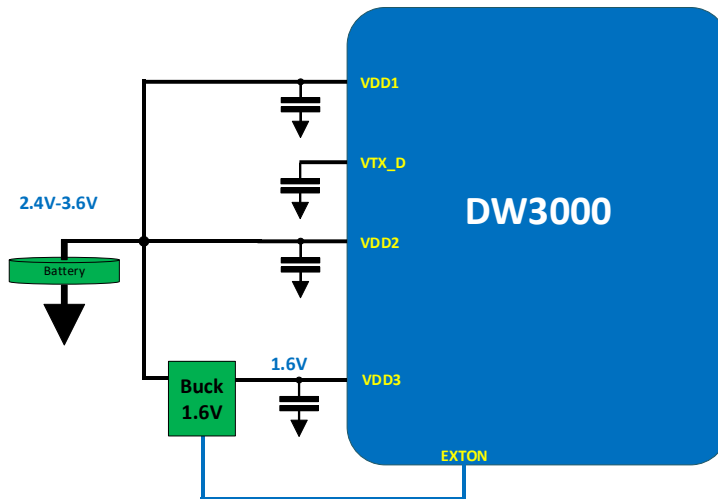 VDD1
VTX_D
2.4V-3.6V
DW3000
VDD2
Battery
1.6V
VDD3
Buck
1.6V
EXTON